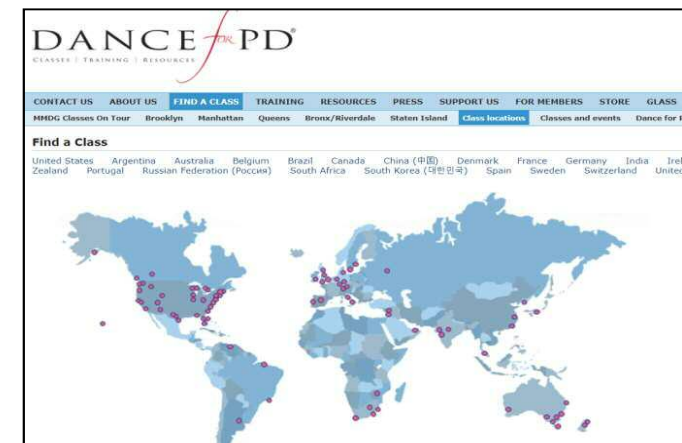 DANCE for PD®
CLASSES | TRAINING | RESOURCES
CONTACT US ABOUT US FIND A CLASS TRAINING RESOURCES PRESS SUPPORT US FOR MEMBERS STORE GLASS
MMDG Classes On Tour Brooklyn Manhattan Queens Bronx/Riverdale Staten Island Class locations Classes and events Dance for
Find a Class
United States Argentina Australia Belgium Brazil Canada China (中国) Denmark France Germany India
Zealand Portugal Russian Federation (Россия) South Africa South Korea (대한민국) Spain Sweden Switzerland United